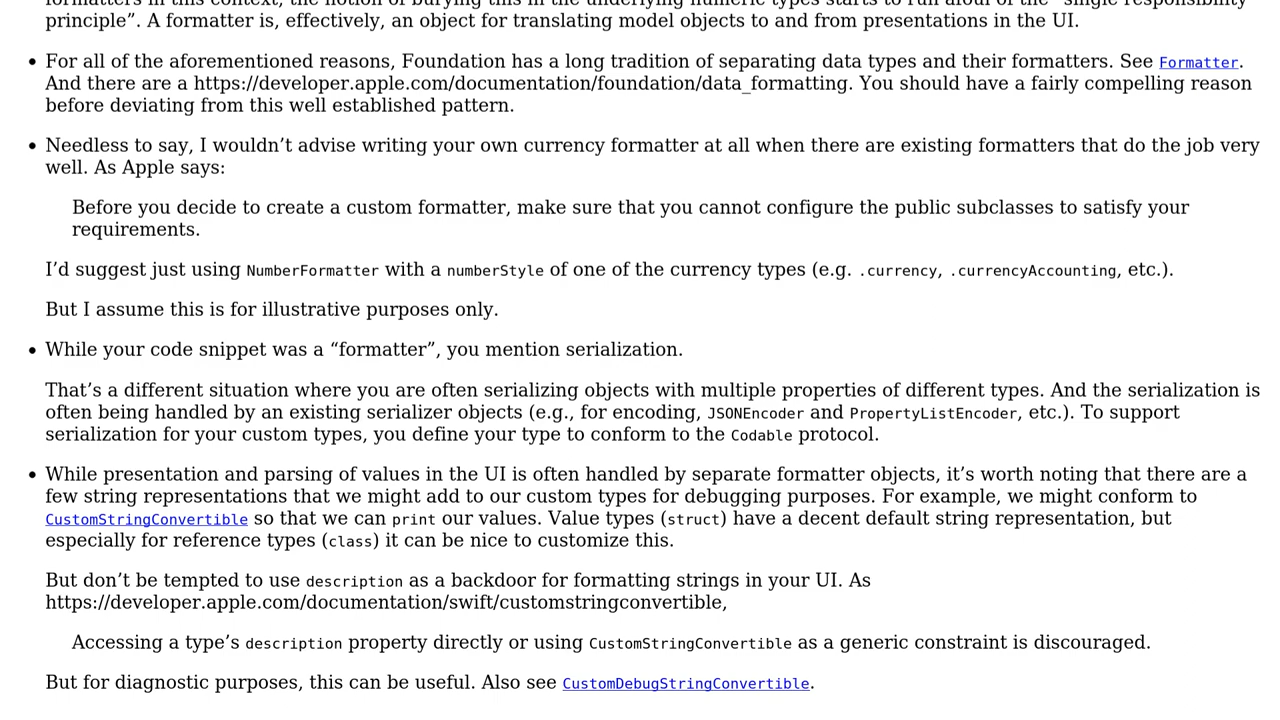 principle”. A formatter is, effectively, an object for translating model objects to and from presentations in the UI.
For all of the aforementioned reasons, Foundation has a long tradition of separating data types and their formatters. See Formatter.
And there are a https://developer.apple.com/documentation/foundation/data_formatting. You should have a fairly compelling reason
before deviating from this well established pattern.
Needless to say, I wouldn’t advise writing your own currency formatter at all when there are existing formatters that do the job very
well. As Apple says:
Before you decide to create a custom formatter, make sure that you cannot configure the public subclasses to satisfy your
requirements.
I’d suggest just using NumberFormatter with a numberStyle of one of the currency types (e.g. .currency, .currencyAccounting, etc.).
But I assume this is for illustrative purposes only.
While your code snippet was a “formatter”, you mention serialization.
That’s a different situation where you are often serializing objects with multiple properties of different types. And the serialization is
often being handled by an existing serializer objects (e.g., for encoding, JSONEncoder and PropertyListEncoder, etc.). To support
serialization for your custom types, you define your type to conform to the Codable protocol.
While presentation and parsing of values in the UI is often handled by separate formatter objects, it’s worth noting that there are a
few string representations that we might add to our custom types for debugging purposes. For example, we might conform to
CustomStringConvertible so that we can print our values. Value types (struct) have a decent default string representation, but
especially for reference types (class) it can be nice to customize this.
But don’t be tempted to use description as a backdoor for formatting strings in your UI. As
https://developer.apple.com/documentation/swift/customstringconvertible,
Accessing a type’s description property directly or using CustomStringConvertible as a generic constraint is discouraged.
But for diagnostic purposes, this can be useful. Also see CustomDebugStringConvertible.